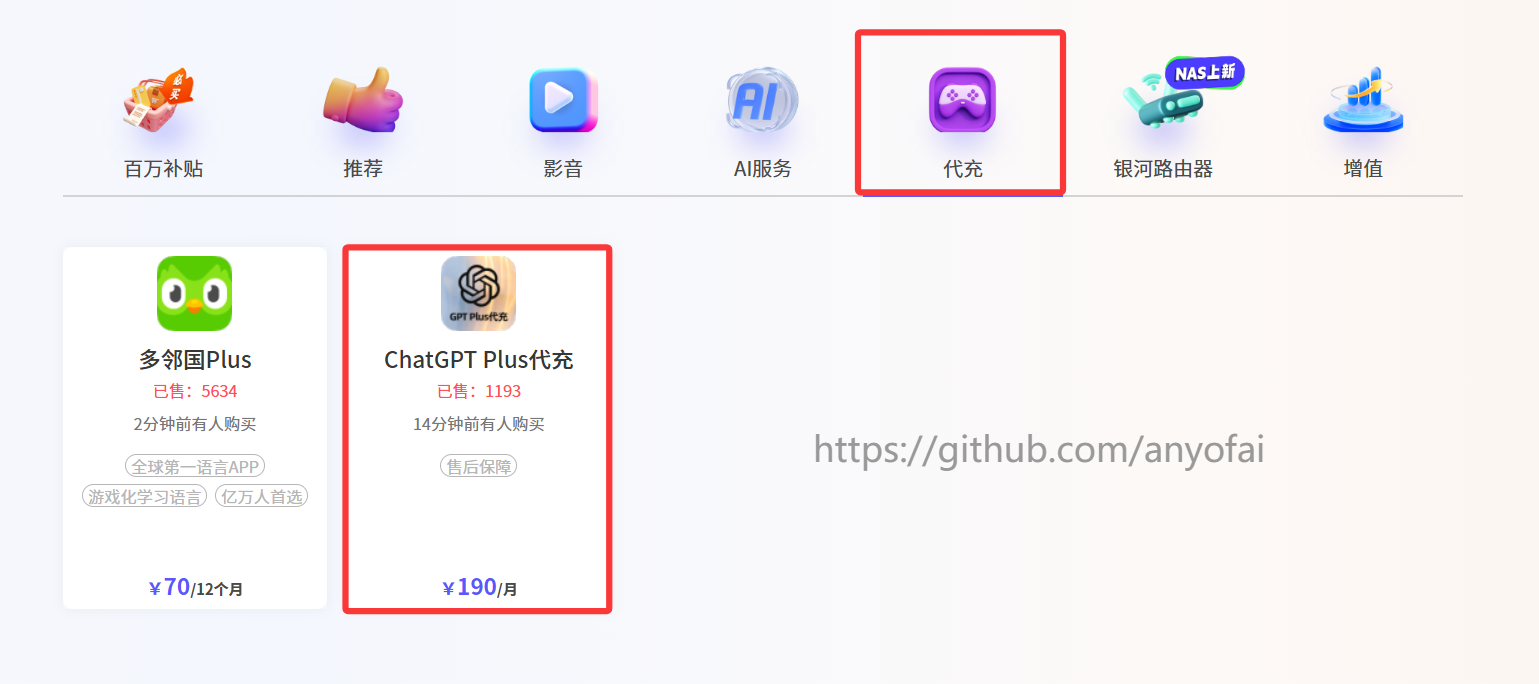 必买
NAS上新
AI
百万补贴
推荐
影音
AI服务
代充
银河路由器
增值
GPT Plus代充
多邻国Plus
已售：5634
2分钟前有人购买
全球第一语言APP
游戏化学习语言 亿万人首选
¥70/12个月
ChatGPT Plus代充
已售：1193
14分钟前有人购买
售后保障
¥190/月
https://github.com/anyofai